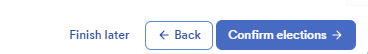 Finish later ← Back Confirm elections →